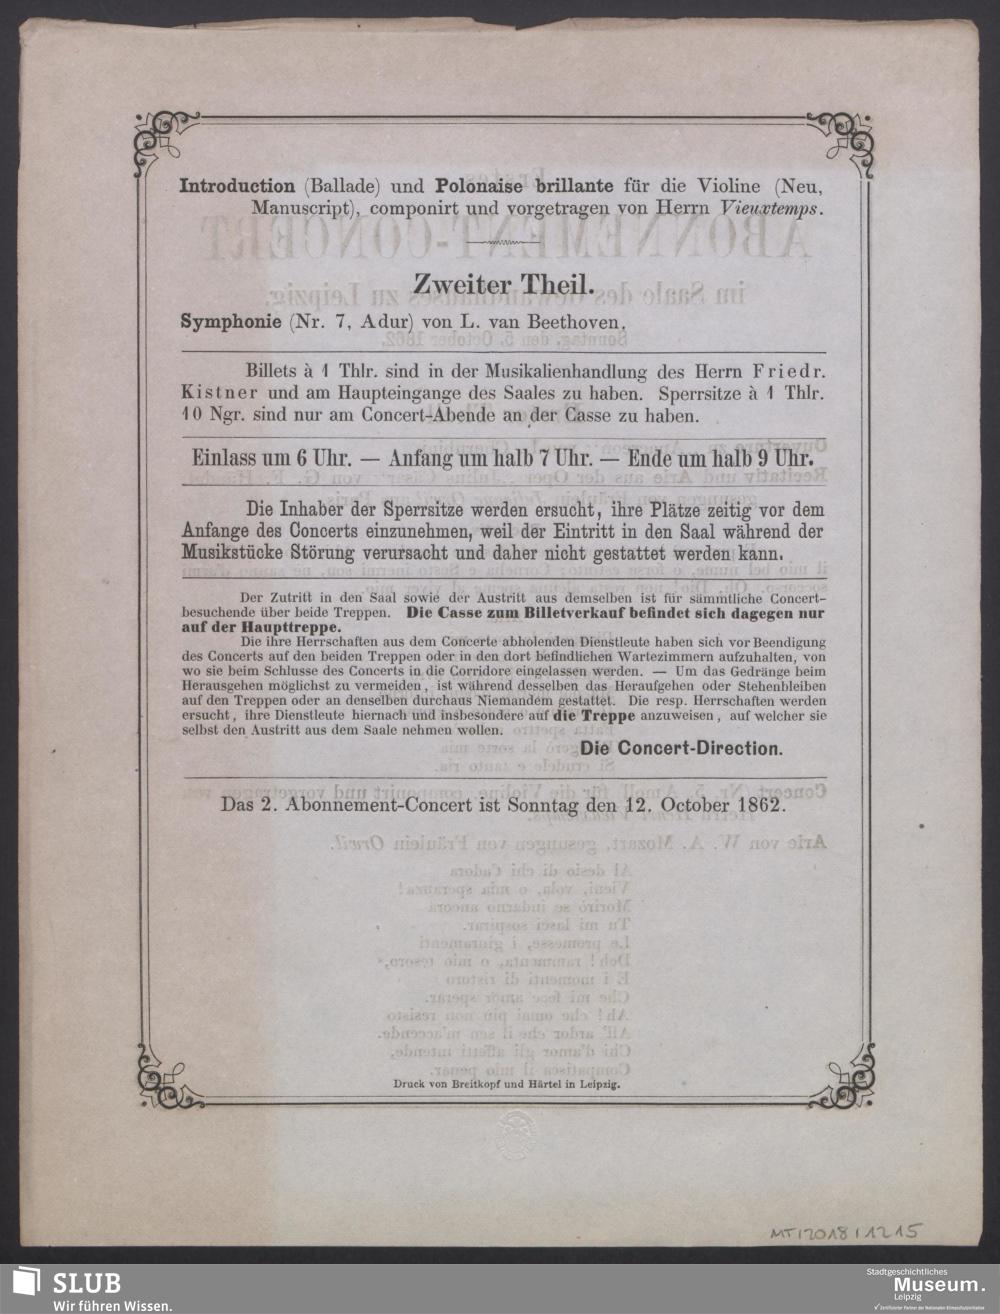 Introduction (Ballade) und Polonaise brillante für die Violine (Neu,
Manuscript), componirt und vorgetragen von Herrn Vieuxtemps.
Zweiter Theil.
Symphonie (Nr. 7, Adur) von L. van Beethoven.
Billets à 1 Thlr. sind in der Musikalienhandlung des Herrn Friedr.
Kistner und am Haupteingange des Saales zu haben. Sperrsitze à 1 Thlr.
10 Ngr. sind nur am Concert-Abende an der Casse zu haben.
Einlass um 6 Uhr. — Anfang um halb 7 Uhr. — Ende um halb 9 Uhr.
Die Inhaber der Sperrsitze werden ersucht, ihre Plätze zeitig vor dem
Anfange des Concerts einzunehmen, weil der Eintritt in den Saal während der
Musikstücke Störung verursacht und daher nicht gestattet werden kann.
Der Zutritt in den Saal sowie der Austritt aus demselben ist für sämmtliche Concert-
besuchende über beide Treppen. Die Casse zum Billetverkauf befindet sich dagegen nur
auf der Haupttreppe.
Die ihre Herrschaften aus dem Concerte abholenden Dienstleute haben sich vor Beendigung
des Concerts auf den beiden Treppen oder in den dort befindlichen Wartezimmern aufzuhalten, von
wo sie beim Schlusse des Concerts in die Corridore eingelassen werden. — Um das Gedränge beim
Herausgehen möglichst zu vermeiden, ist während desselben das Heraufgehen oder Stehenbleiben
auf den Treppen oder an denselben durchaus Niemandem gestattet. Die resp. Herrschaften werden
ersucht, ihre Dienstleute hiernach und insbesondere auf die Treppe anzuweisen, auf welcher sie
selbst den Austritt aus dem Saale nehmen wollen.
Die Concert-Direction.
Das 2. Abonnement-Concert ist Sonntag den 12. October 1862.
Druck von Breitkopf und Härtel in Leipzig.
MT/2018/1215
SLUB
Wir führen Wissen.
Stadtgeschichtliches
Museum.
Leipzig